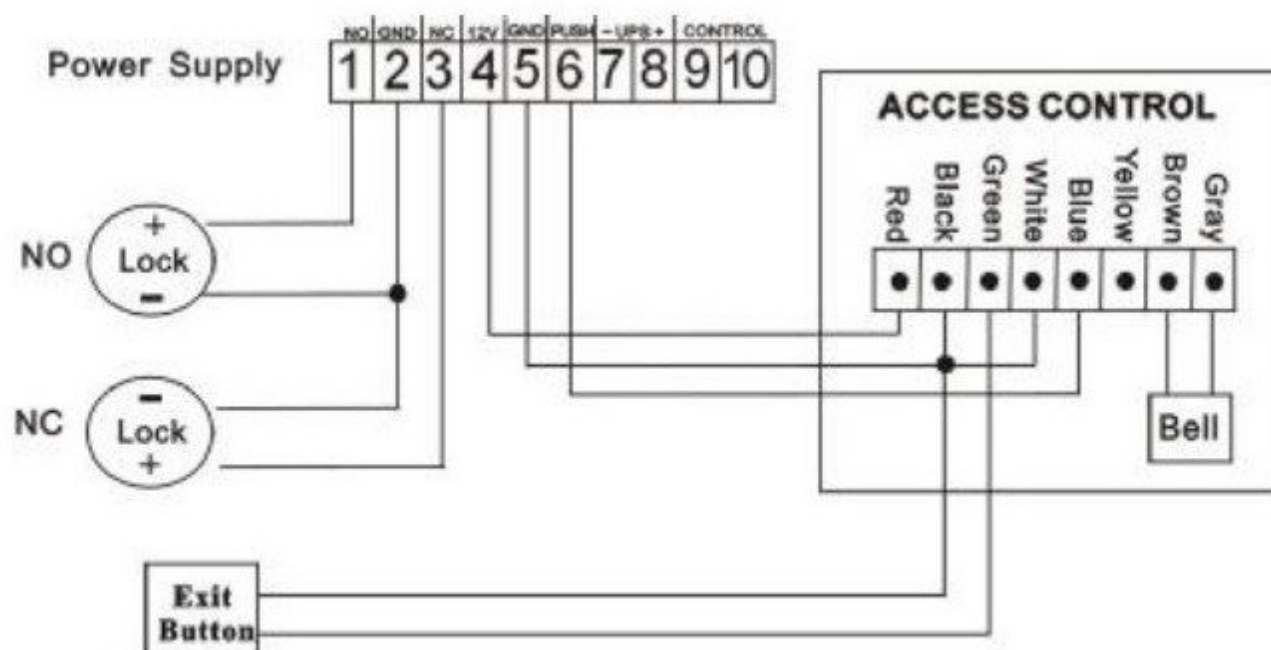 NO GND NC 12V GND PUSH - UPS + CONTROL
Power Supply 1 2 3 4 5 6 7 8 9 10
ACCESS CONTROL
Red Black Green White Blue Yellow Brown Gray
NO + Lock -
NC - Lock +
Bell
Exit
Button